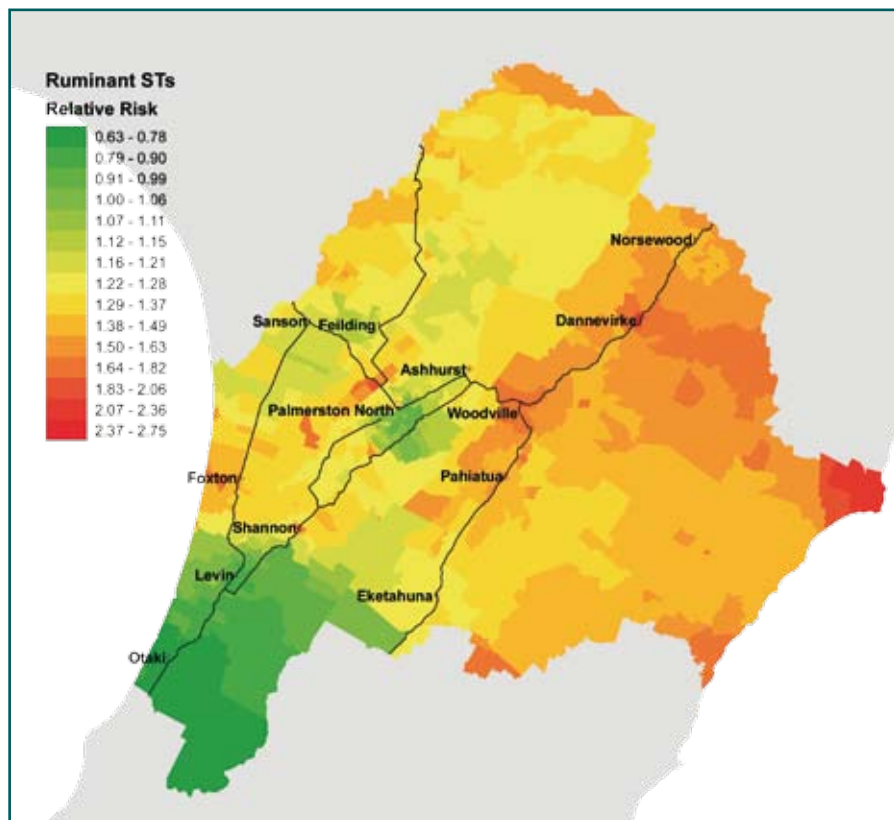 Ruminant STs
Relative Risk
0.63 - 0.78
0.79 - 0.90
0.91 - 0.99
1.00 - 1.06
1.07 - 1.11
1.12 - 1.15
1.16 - 1.21
1.22 - 1.28
1.29 - 1.37
1.38 - 1.49
1.50 - 1.63
1.64 - 1.82
1.83 - 2.06
2.07 - 2.36
2.37 - 2.75
Norsewood
Dannevirke
Sanson
Feilding
Ashhurst
Palmerston North
Woodville
Foxton
Pahiatua
Shannon
Levin
Eketahuna
Otaki